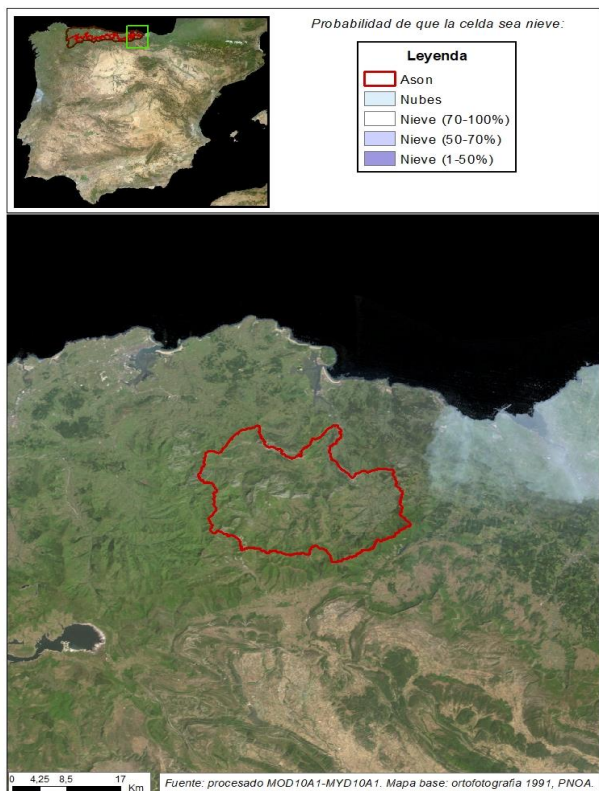 Probabilidad de que la celda sea nieve:
Leyenda
Ason
Nubes
Nieve (70-100%)
Nieve (50-70%)
Nieve (1-50%)
0 4,25 8,5 17
Km
Fuente: procesado MOD10A1-MYD10A1. Mapa base: ortofotografia 1991, PNOA.